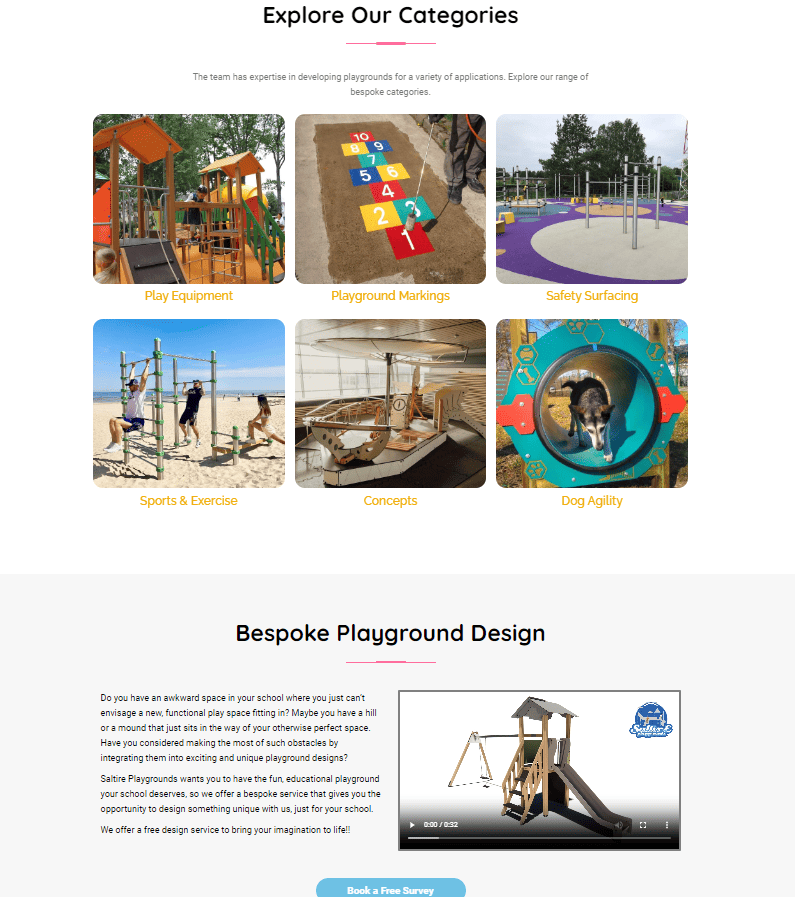 Explore Our Categories
The team has expertise in developing playgrounds for a variety of applications. Explore our range of
bespoke categories.
10
8 9
7
5 6
4
2 3
1
Play Equipment
Playground Markings
Safety Surfacing
Sports & Exercise
Concepts
Dog Agility
Bespoke Playground Design
Do you have an awkward space in your school where you just can't
envisage a new, functional play space fitting in? Maybe you have a hill
or a mound that just sits in the way of your otherwise perfect space.
Have you considered making the most of such obstacles by
integrating them into exciting and unique playground designs?
Saltire Playgrounds wants you to have the fun, educational playground
your school deserves, so we offer a bespoke service that gives you the
opportunity to design something unique with us, just for your school.
We offer a free design service to bring your imagination to life!!
Saltire
0:00 / 0:32
Book a Free Survey